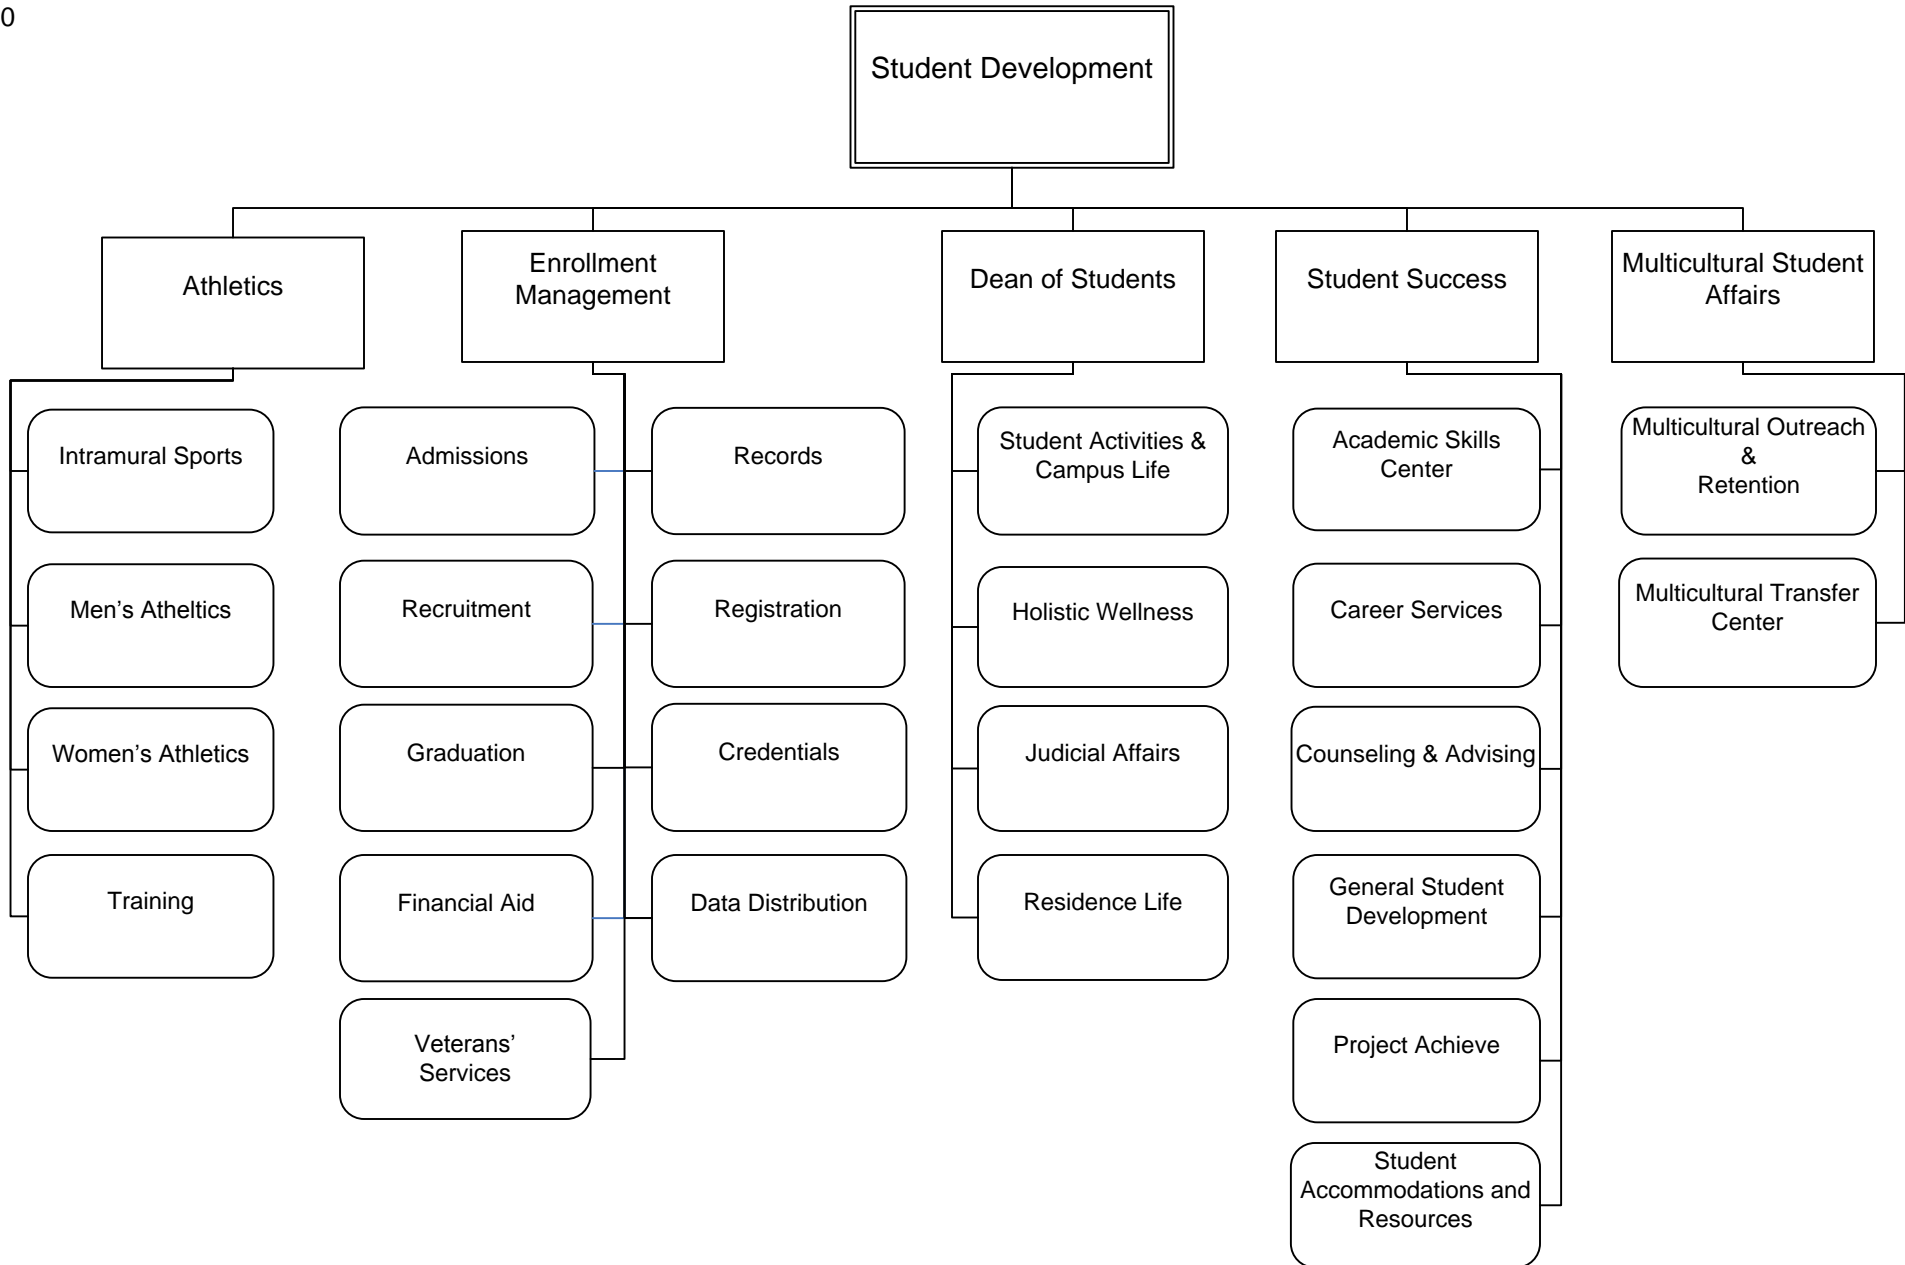 0
Student Development
Athletics
Enrollment
Management
Dean of Students
Student Success
Multicultural Student
Affairs
Intramural Sports
Men’s Atheltics
Women’s Athletics
Training
Admissions
Recruitment
Graduation
Financial Aid
Veterans’
Services
Records
Registration
Credentials
Data Distribution
Student Activities &
Campus Life
Holistic Wellness
Judicial Affairs
Residence Life
Academic Skills
Center
Career Services
Counseling & Advising
General Student
Development
Project Achieve
Student
Accommodations and
Resources
Multicultural Outreach
&
Retention
Multicultural Transfer
Center